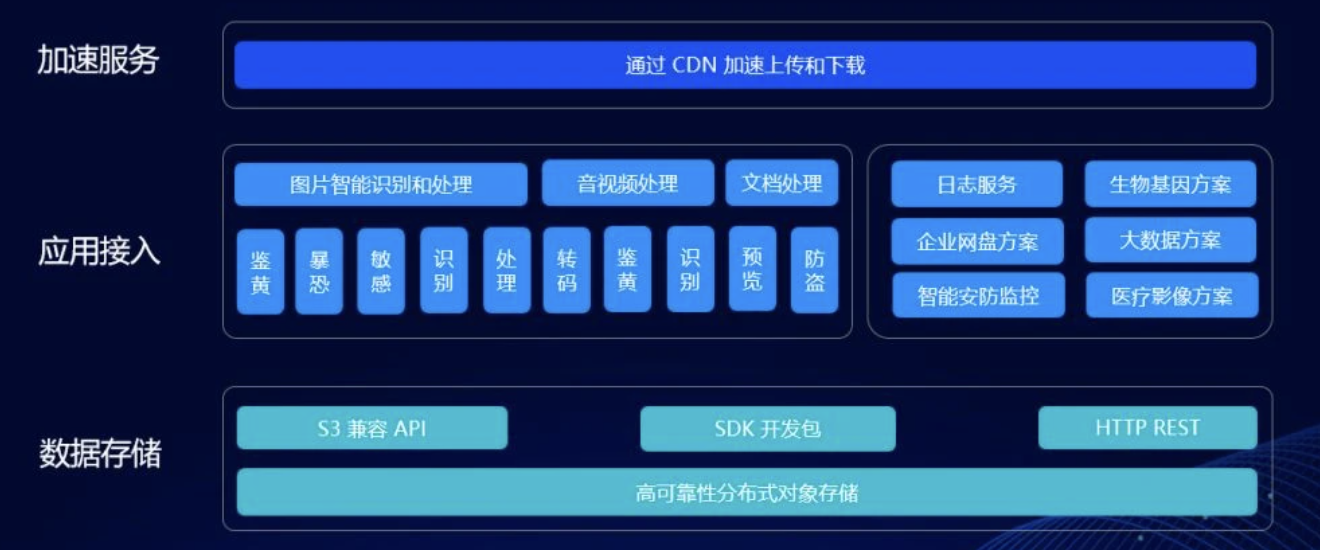 加速服务
通过 CDN 加速上传和下载
应用接入
图片智能识别和处理
音视频处理
文档处理
鉴黄
暴恐
敏感
识别
处理
转码
鉴黄
识别
预览
防盗
日志服务
生物基因方案
企业网盘方案
大数据方案
智能安防监控
医疗影像方案
数据存储
S3 兼容 API
SDK 开发包
HTTP REST
高可靠性分布式对象存储